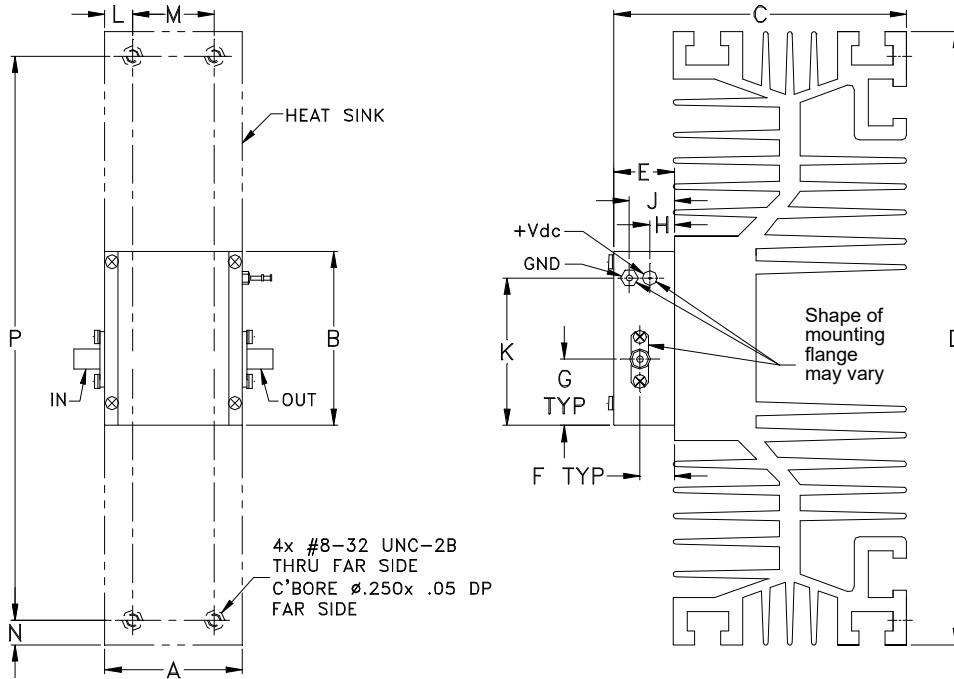 L
M
HEAT SINK
P
B
IN
OUT
4x #8-32 UNC-2B
THRU FAR SIDE
C'BORE ø.250x .05 DP
FAR SIDE
N
A
C
E
J
H
+Vdc
GND
K
G
TYP
F TYP
Shape of
mounting
flange
may vary